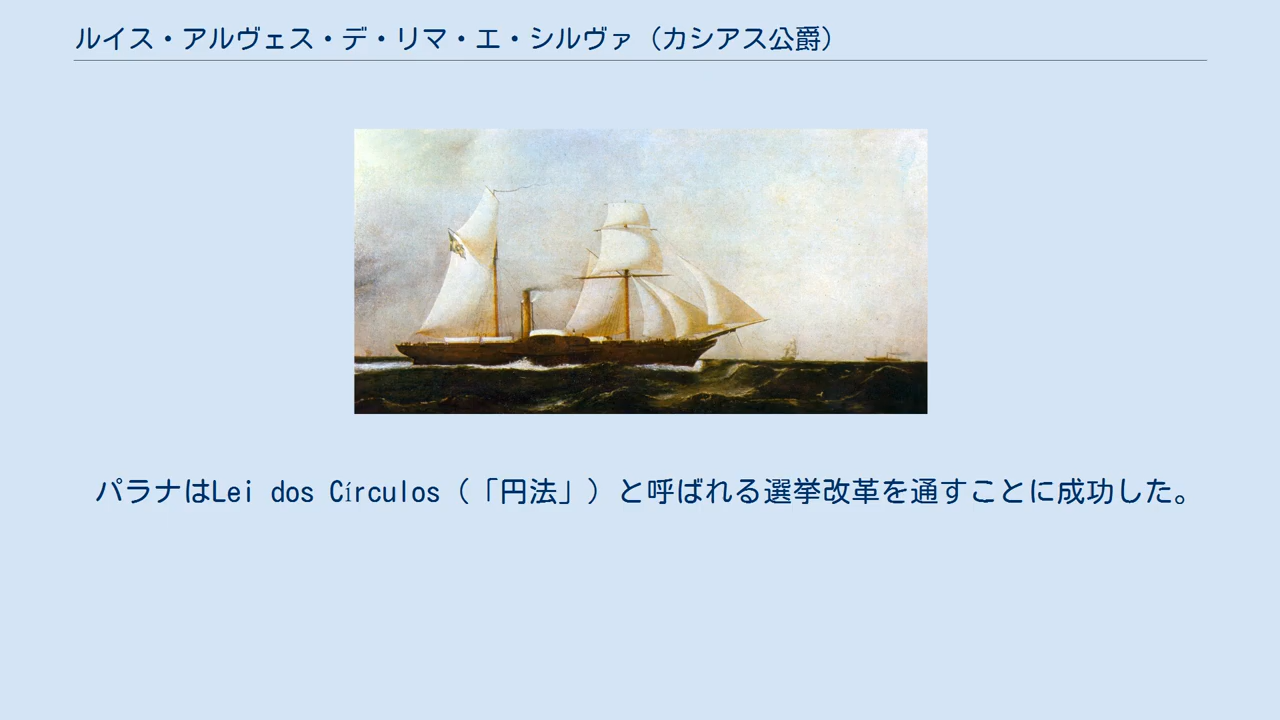 ルイス・アルヴェス・デ・リマ・エ・シルヴァ（カシアス公爵）
パラナはLei dos Círculos（「円法」）と呼ばれる選挙改革を通すことに成功した。